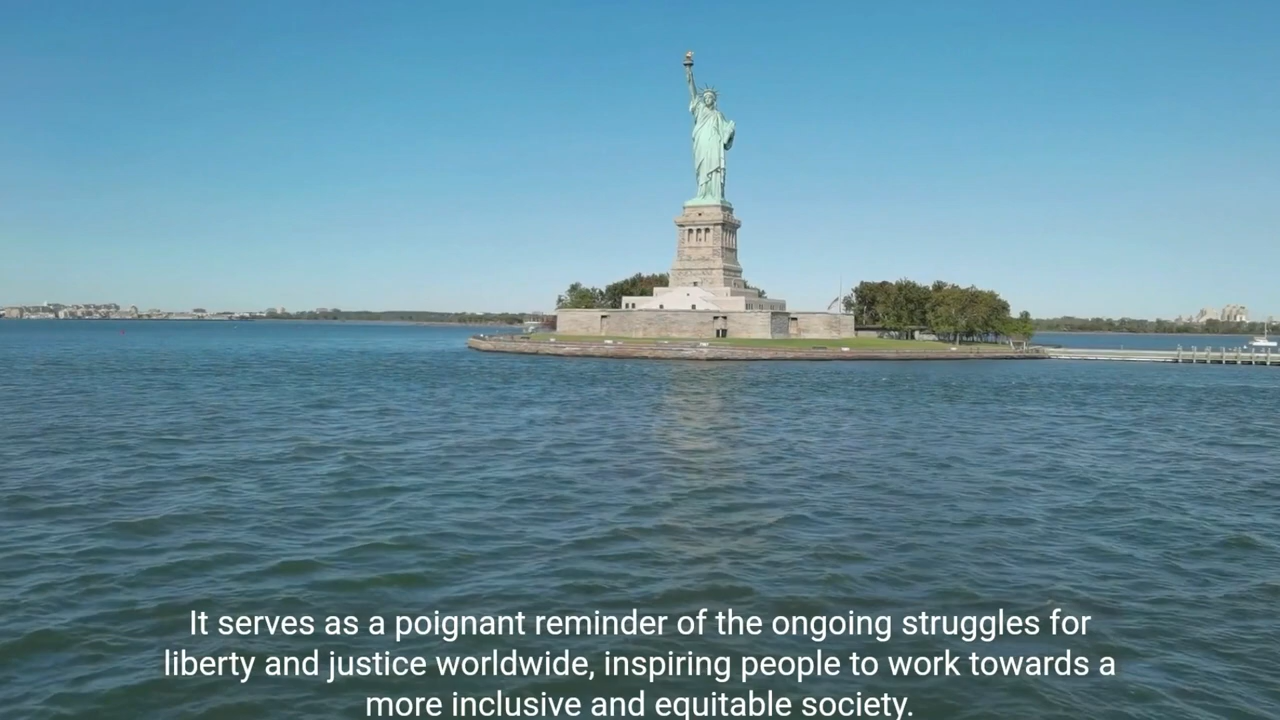 It serves as a poignant reminder of the ongoing struggles for
liberty and justice worldwide, inspiring people to work towards a
more inclusive and equitable society.